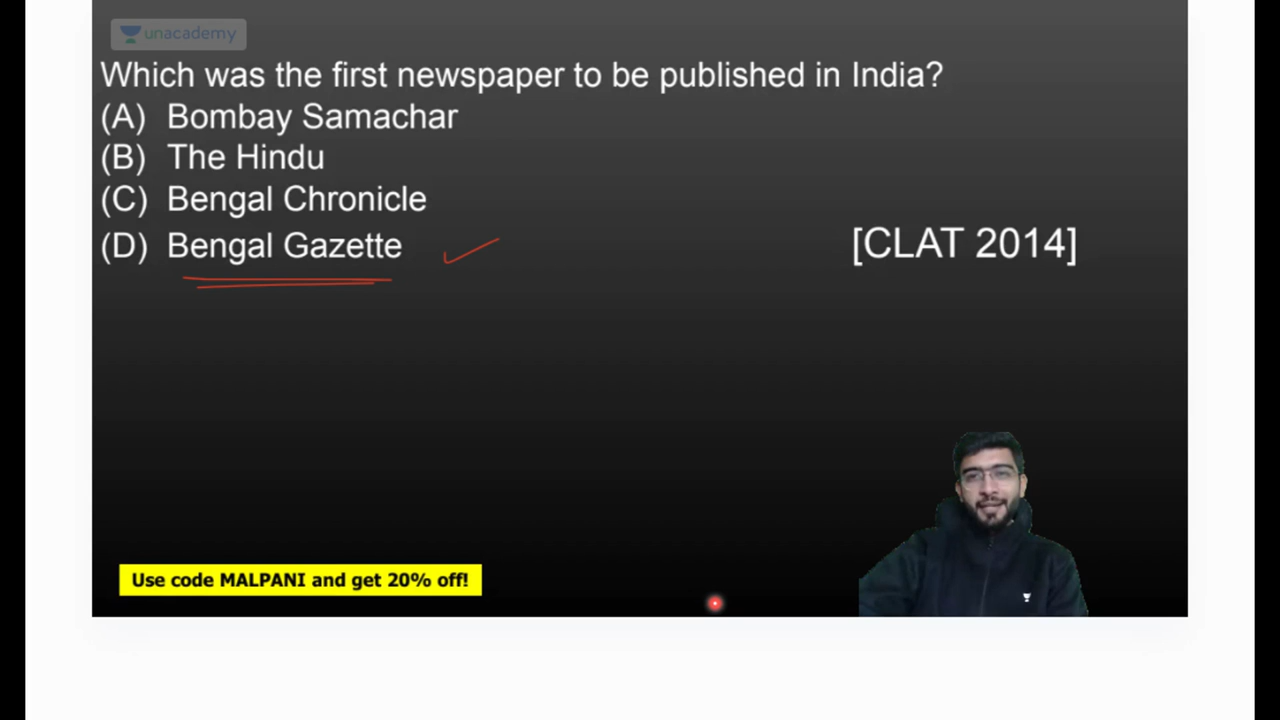 unacademy
Which was the first newspaper to be published in India?
(A) Bombay Samachar
(B) The Hindu
(C) Bengal Chronicle
(D) Bengal Gazette
[CLAT 2014]
Use code MALPANI and get 20% off!